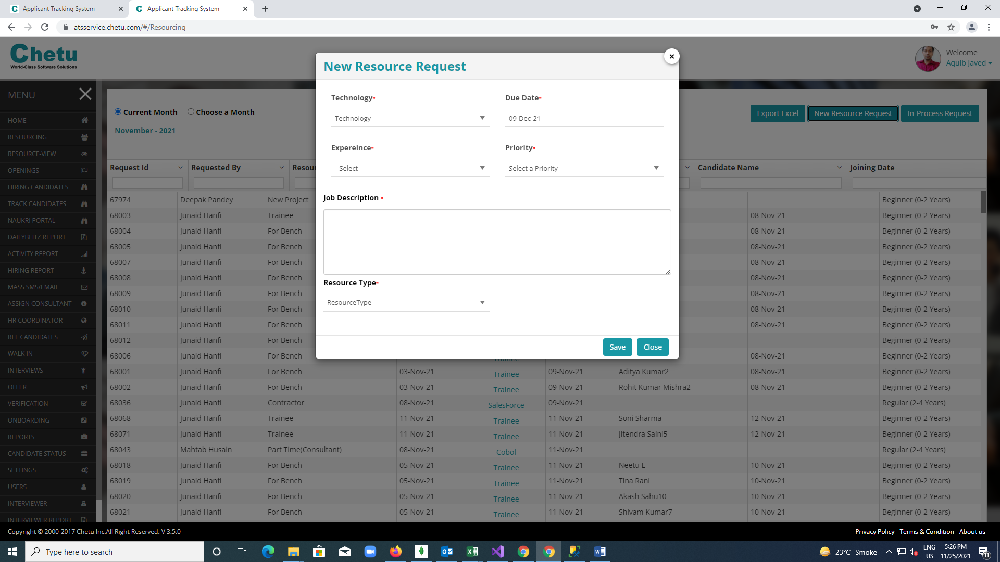 Applicant Tracking System
Applicant Tracking System
atsservice.chetu.com/#/Resourcing
Chetu
World-Class Software Solutions
Welcome
Aquib Javed
MENU
HOME
RESOURCING
RESOURCE-VIEW
OPENINGS
HIRING CANDIDATES
TRACK CANDIDATES
NAUKRI PORTAL
DAILYBLITZ REPORT
ACTIVITY REPORT
HIRING REPORT
MASS SMS/EMAIL
ASSIGN CONSULTANT
HR COORDINATOR
REF CANDIDATES
WALK IN
INTERVIEWS
OFFER
VERIFICATION
ONBOARDING
REPORTS
CANDIDATE STATUS
SETTINGS
USERS
INTERVIEWER
INTERVIEWER REPORT
Current Month Choose a Month
November - 2021
Export Excel New Resource Request In-Process Request
New Resource Request
Technology* Due Date*
Technology 09-Dec-21
Expereince* Priority*
--Select-- Select a Priority
Job Description *
Resource Type*
ResourceType
Save Close
Request Id Requested By Resou Candidate Name Joining Date
67974 Deepak Pandey New Project Beginner (0-2 Years)
68003 Junaid Hanfi Trainee 08-Nov-21 Beginner (0-2 Years)
68004 Junaid Hanfi For Bench 08-Nov-21 Beginner (0-2 Years)
68005 Junaid Hanfi For Bench 08-Nov-21 Beginner (0-2 Years)
68007 Junaid Hanfi For Bench 08-Nov-21 Beginner (0-2 Years)
68008 Junaid Hanfi For Bench 08-Nov-21 Beginner (0-2 Years)
68009 Junaid Hanfi For Bench 08-Nov-21 Beginner (0-2 Years)
68010 Junaid Hanfi For Bench 08-Nov-21 Beginner (0-2 Years)
68011 Junaid Hanfi For Bench 08-Nov-21 Beginner (0-2 Years)
68012 Junaid Hanfi For Bench Beginner (0-2 Years)
68006 Junaid Hanfi For Bench Trainee 08-Nov-21 Beginner (0-2 Years)
68001 Junaid Hanfi For Bench 03-Nov-21 Trainee 09-Nov-21 Aditya Kumar2 08-Nov-21 Beginner (0-2 Years)
68002 Junaid Hanfi For Bench 03-Nov-21 Trainee 09-Nov-21 Rohit Kumar Mishra2 08-Nov-21 Beginner (0-2 Years)
68036 Junaid Hanfi Contractor 08-Nov-21 SalesForce 09-Nov-21 Regular (2-4 Years)
68068 Junaid Hanfi Trainee 11-Nov-21 Trainee 11-Nov-21 Soni Sharma 12-Nov-21 Beginner (0-2 Years)
68071 Junaid Hanfi Trainee 11-Nov-21 Trainee 11-Nov-21 Jitendra Saini5 12-Nov-21 Beginner (0-2 Years)
68043 Mahtab Husain Part Time(Consultant) 08-Nov-21 Cobol 11-Nov-21 Regular (2-4 Years)
68018 Junaid Hanfi For Bench 05-Nov-21 Trainee 11-Nov-21 Neetu L 10-Nov-21 Beginner (0-2 Years)
68019 Junaid Hanfi For Bench 05-Nov-21 Trainee 11-Nov-21 Tina Rani 10-Nov-21 Beginner (0-2 Years)
68020 Junaid Hanfi For Bench 05-Nov-21 Trainee 11-Nov-21 Akash Sahu10 10-Nov-21 Beginner (0-2 Years)
68021 Junaid Hanfi For Bench 05-Nov-21 Trainee 11-Nov-21 Shivam Kumar7 10-Nov-21 Beginner (0-2 Years)
Copyright © 2000-2017 Chetu Inc.All Right Reserved. V 3.5.0
Privacy Policy Terms & Condition About us
Type here to search
23°C Smoke
ENG
US
5:26 PM
11/25/2021
11